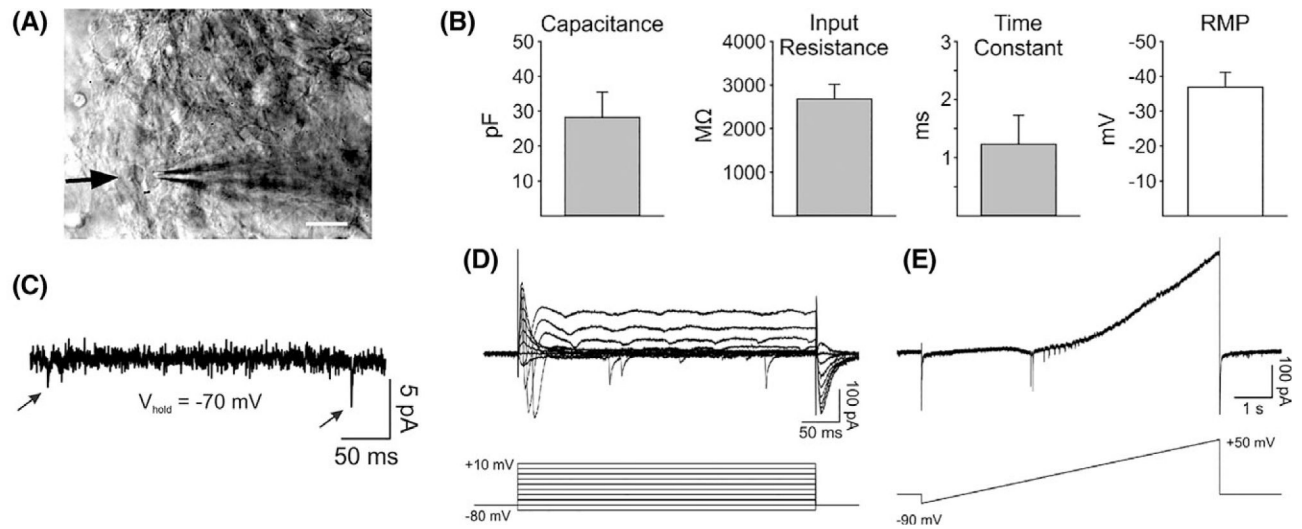 (A)
(B)
Capacitance
50
40
30
20
10
pF
Input
Resistance
4000
3000
2000
1000
MΩ
Time
Constant
3
2
1
ms
RMP
-50
-40
-30
-20
-10
mV
(C)
Vhold = -70 mV
5 pA
50 ms
(D)
100 pA
50 ms
+10 mV
-80 mV
(E)
100 pA
1 s
+50 mV
-90 mV